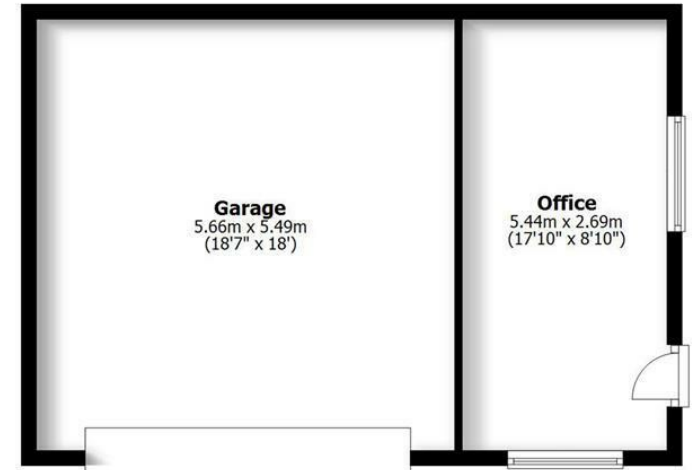 Garage
5.66m x 5.49m
(18'7" x 18')
Office
5.44m x 2.69m
(17'10" x 8'10")